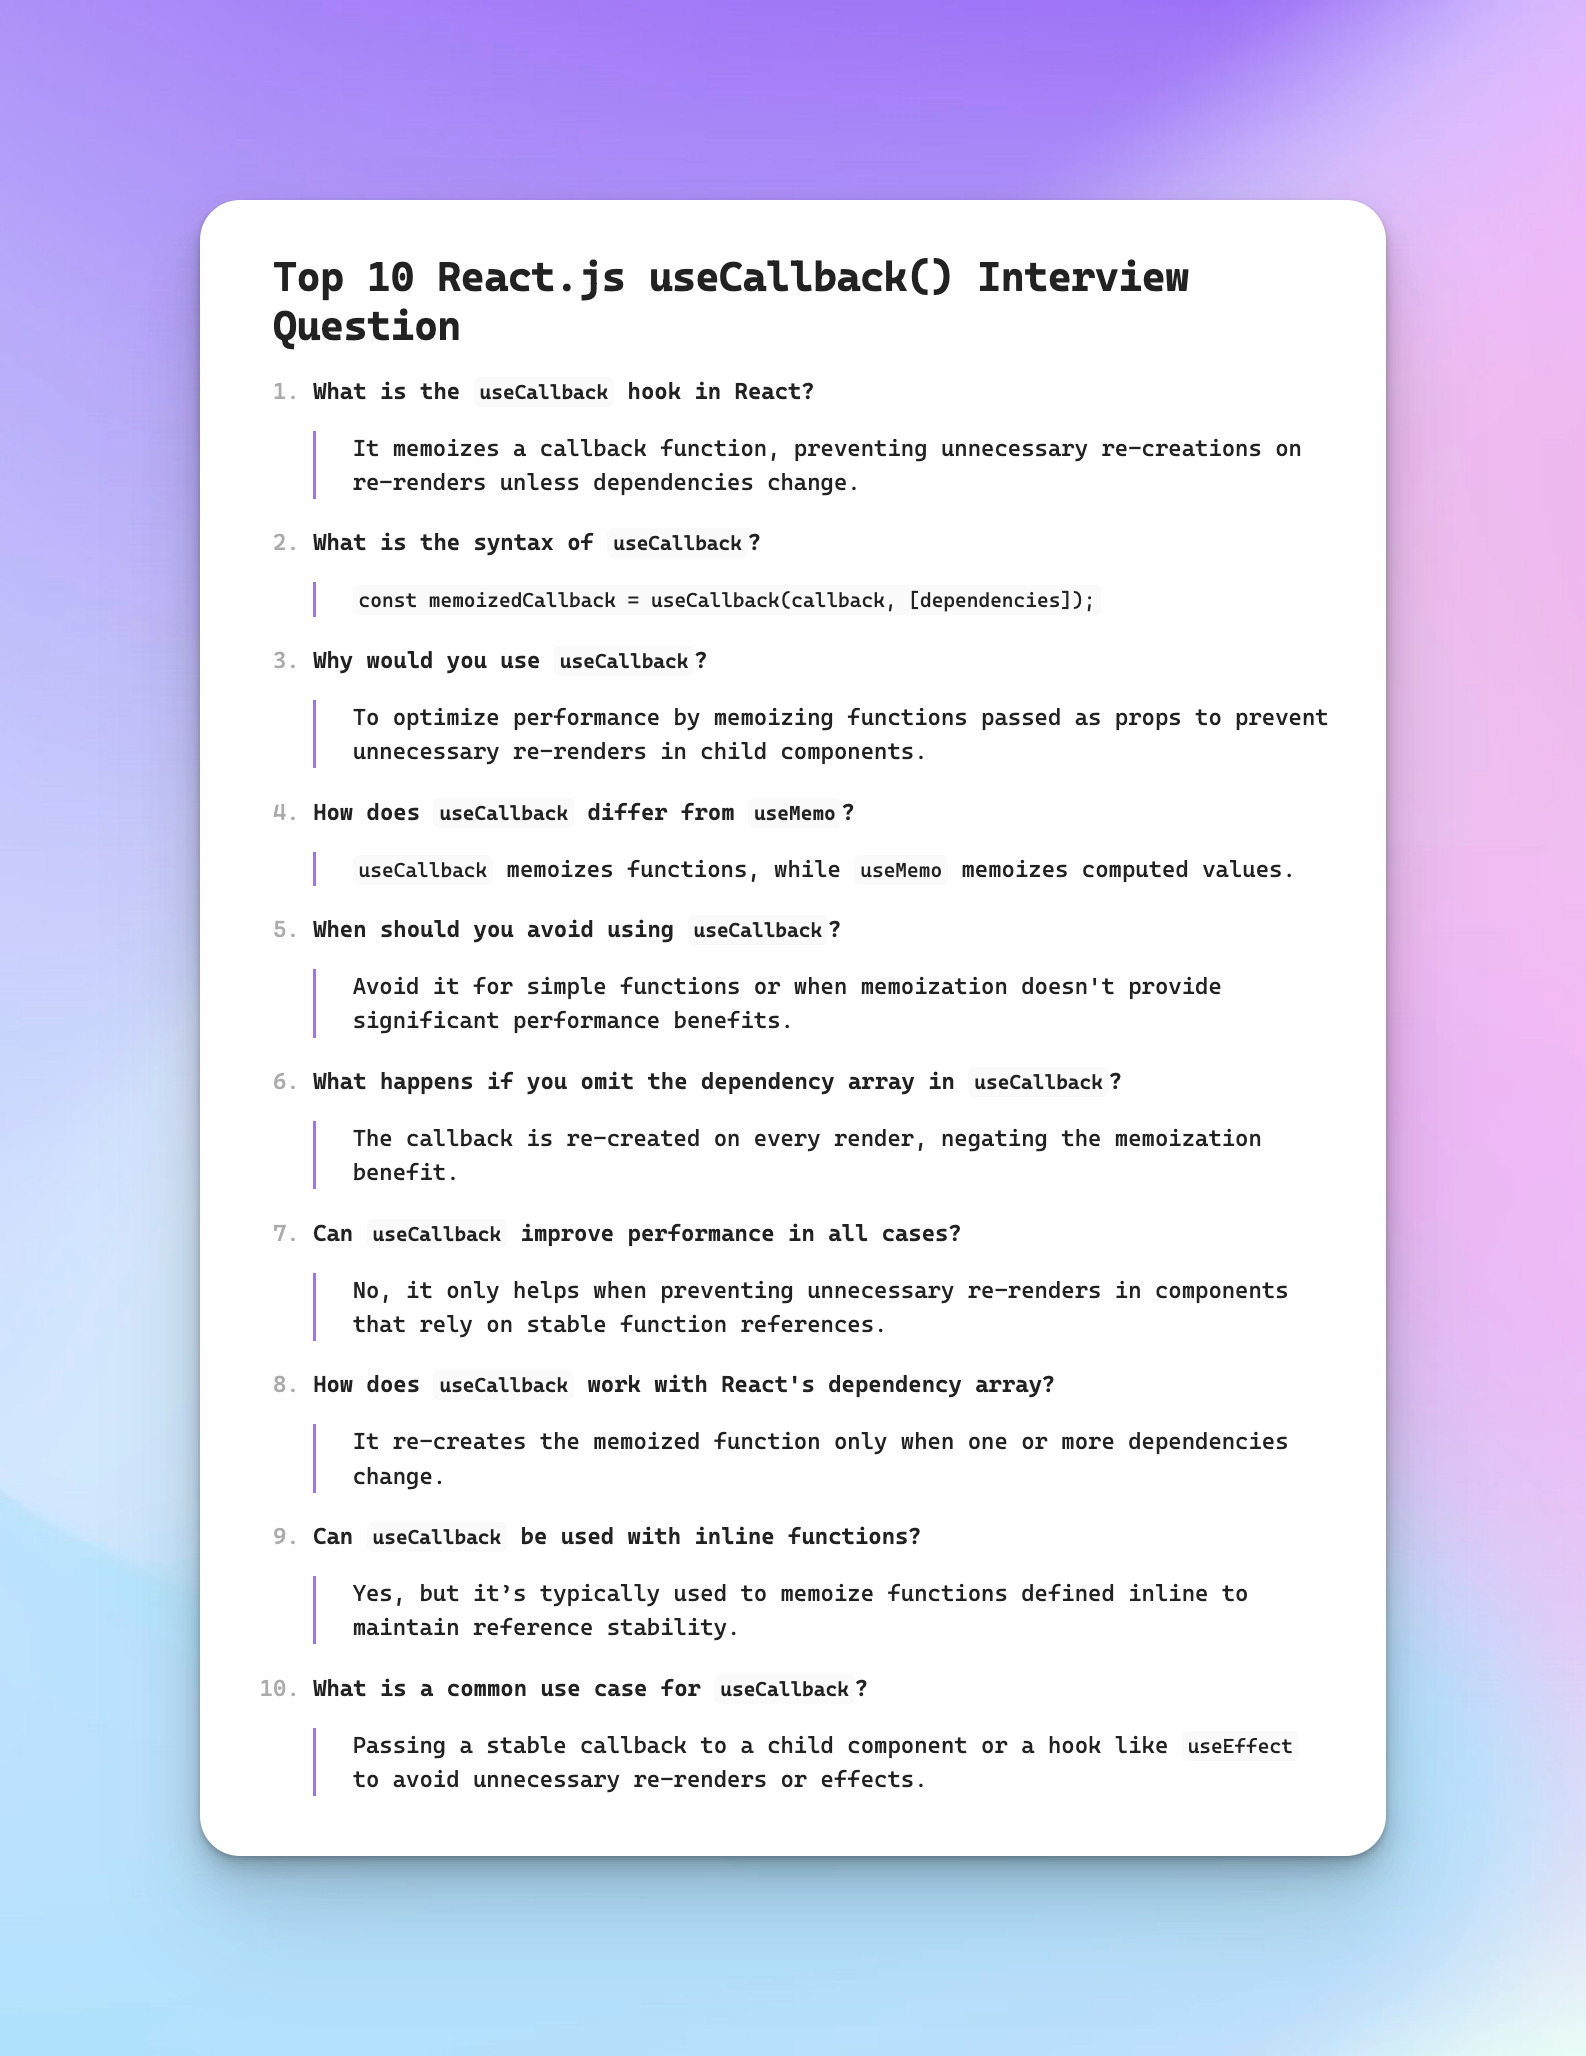 Top 10 React.js useCallback() Interview
Question
1. What is the useCallback hook in React?
It memoizes a callback function, preventing unnecessary re-creations on
re-renders unless dependencies change.
2. What is the syntax of useCallback?
const memoizedCallback = useCallback(callback, [dependencies]);
3. Why would you use useCallback?
To optimize performance by memoizing functions passed as props to prevent
unnecessary re-renders in child components.
4. How does useCallback differ from useMemo?
useCallback memoizes functions, while useMemo memoizes computed values.
5. When should you avoid using useCallback?
Avoid it for simple functions or when memoization doesn't provide
significant performance benefits.
6. What happens if you omit the dependency array in useCallback?
The callback is re-created on every render, negating the memoization
benefit.
7. Can useCallback improve performance in all cases?
No, it only helps when preventing unnecessary re-renders in components
that rely on stable function references.
8. How does useCallback work with React's dependency array?
It re-creates the memoized function only when one or more dependencies
change.
9. Can useCallback be used with inline functions?
Yes, but it’s typically used to memoize functions defined inline to
maintain reference stability.
10. What is a common use case for useCallback?
Passing a stable callback to a child component or a hook like useEffect
to avoid unnecessary re-renders or effects.